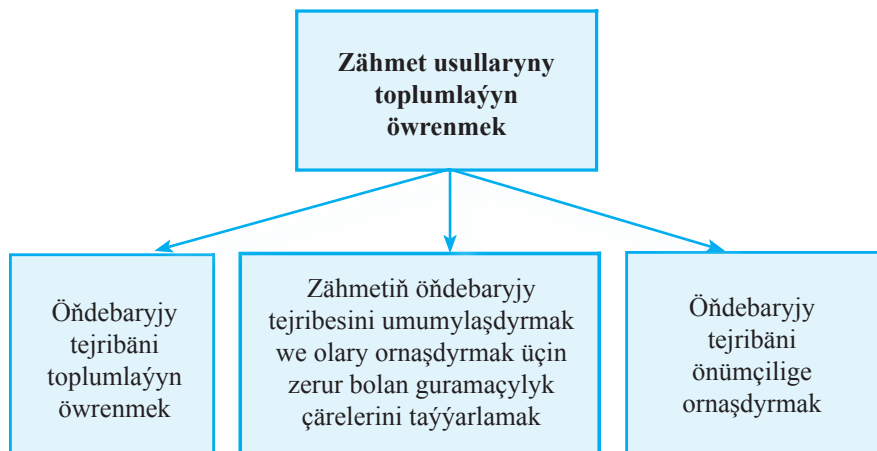 Zähmet usullaryny
toplumlaýyn
öwrenmek
Öňdebaryjy
tejribäni
toplumlaýyn
öwrenmek
Zähmetiň öňdebaryjy
tejribesini umumylaşdyrmak
we olary ornaşdyrmak üçin
zerur bolan guramaçylyk
çärelerini taýýarlamak
Öňdebaryjy
tejribäni
önümçilige
ornaşdyrmak